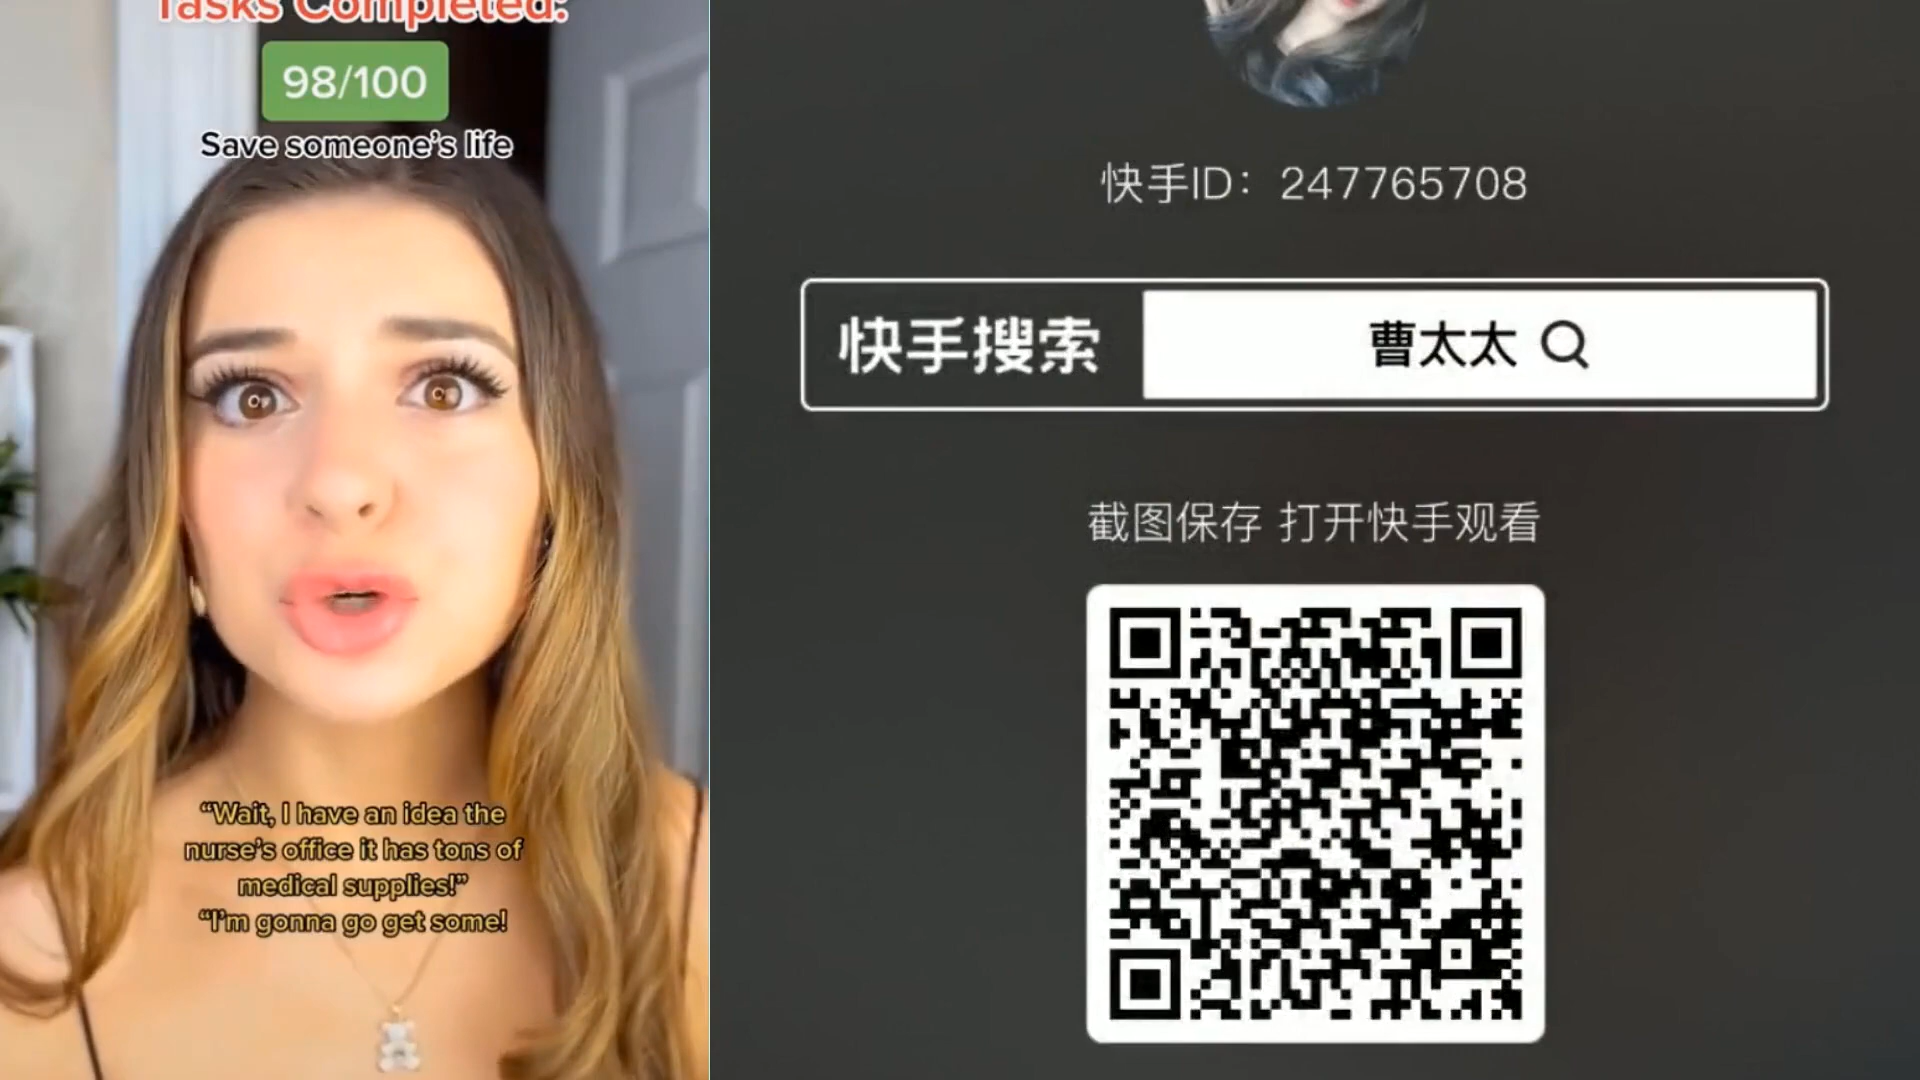 Tasks Completed:
98/100
Save someone's life
“Wait, I have an idea the
nurse's office it has tons of
medical supplies!”
“I'm gonna go get some!
快手ID：247765708
快手搜索
曹太太
截图保存 打开快手观看